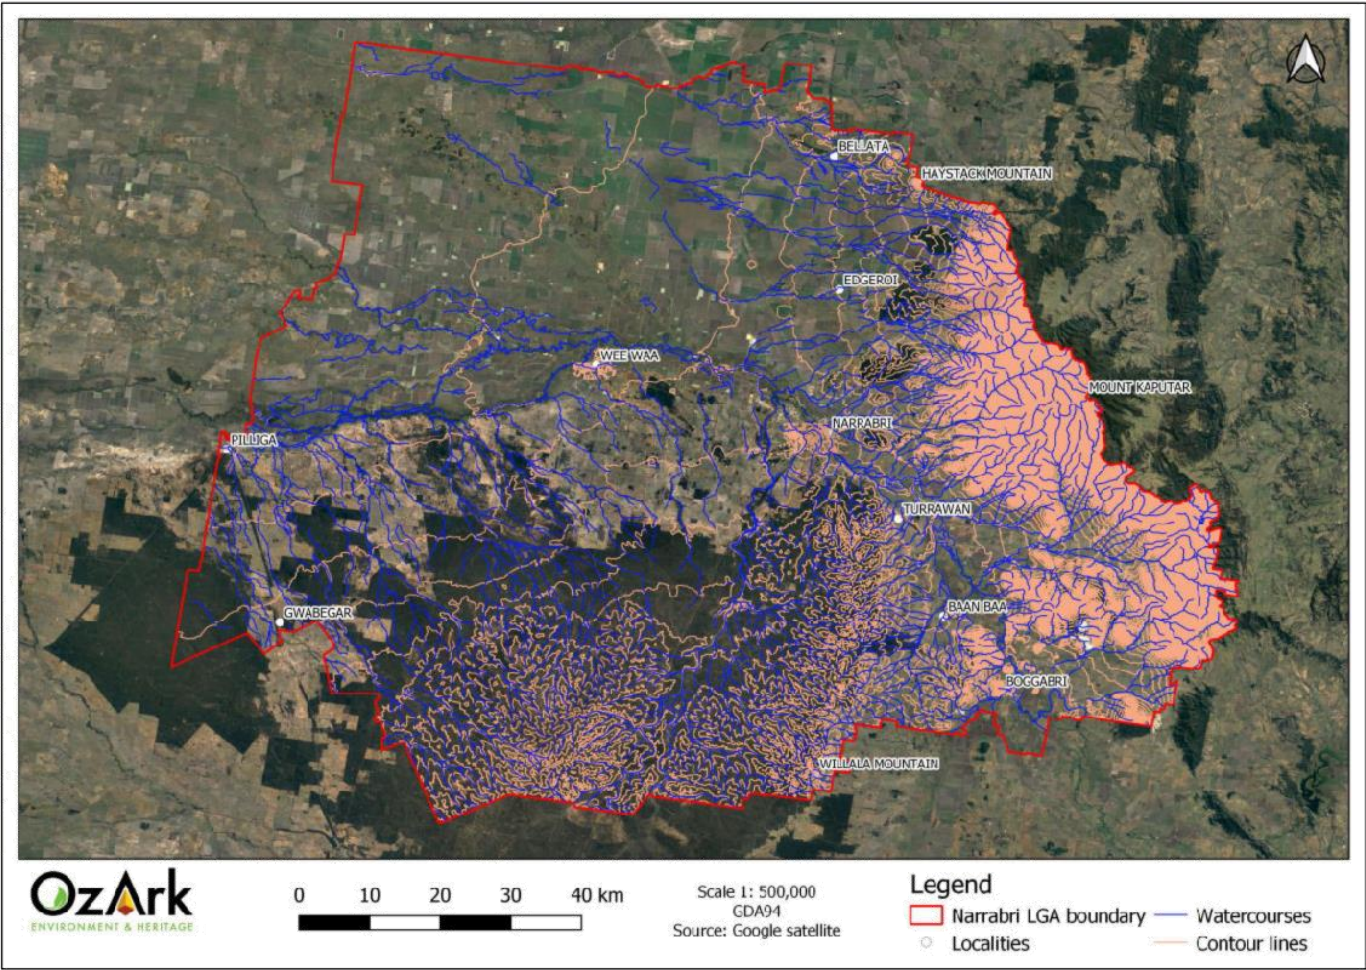 BELLATA
HAYSTACK MOUNTAIN
EDGEROI
WEE WAA
MOUNT KAPUTAR
NARRABRI
PILLIGA
TURRAWAN
GWABEGAR
BAAN BAA
BOGGABRI
WILLALA MOUNTAIN
OzArk
ENVIRONMENT & HERITAGE
0 10 20 30 40 km
Scale 1: 500,000
GDA94
Source: Google satellite
Legend
Narrabri LGA boundary
Watercourses
Localities
Contour lines